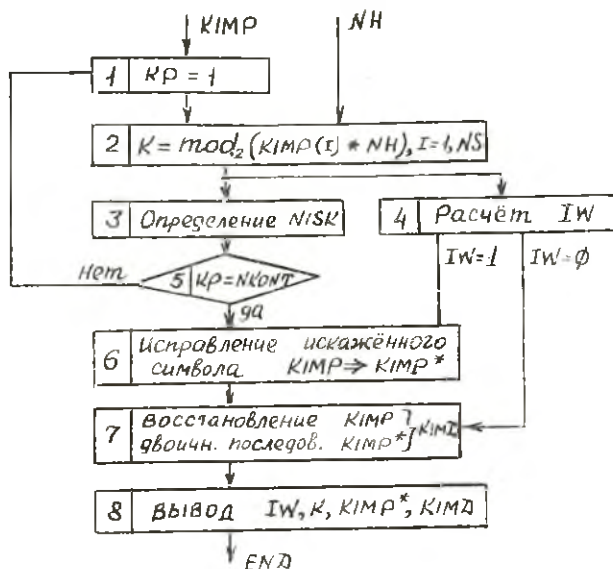 KIMP
NH
1 KP = 1
2 K = mod₂ (KIMP(I) * NH), I = 1, NS
3 Определение NISK
4 Расчёт IW
Нет
5 KP = NKONT
IW=1
IW=0
да
6 Исправление искажённого
символа KIMP ⇒ KIMP*
7 Восстановление KIMP
двоичн. последов. KIMP* } KIMD
8 ВЫВОД IW, K, KIMP*, KIMD
END